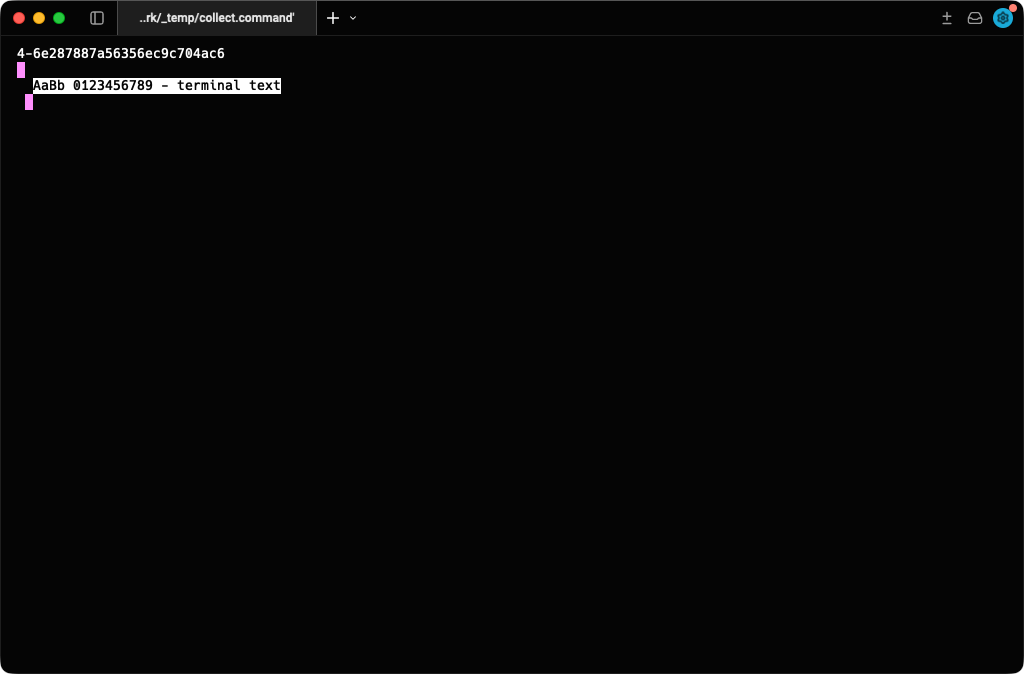 ..rk/_temp/collect.command'
4-6e287887a56356ec9c704ac6
AaBb 0123456789 - terminal text